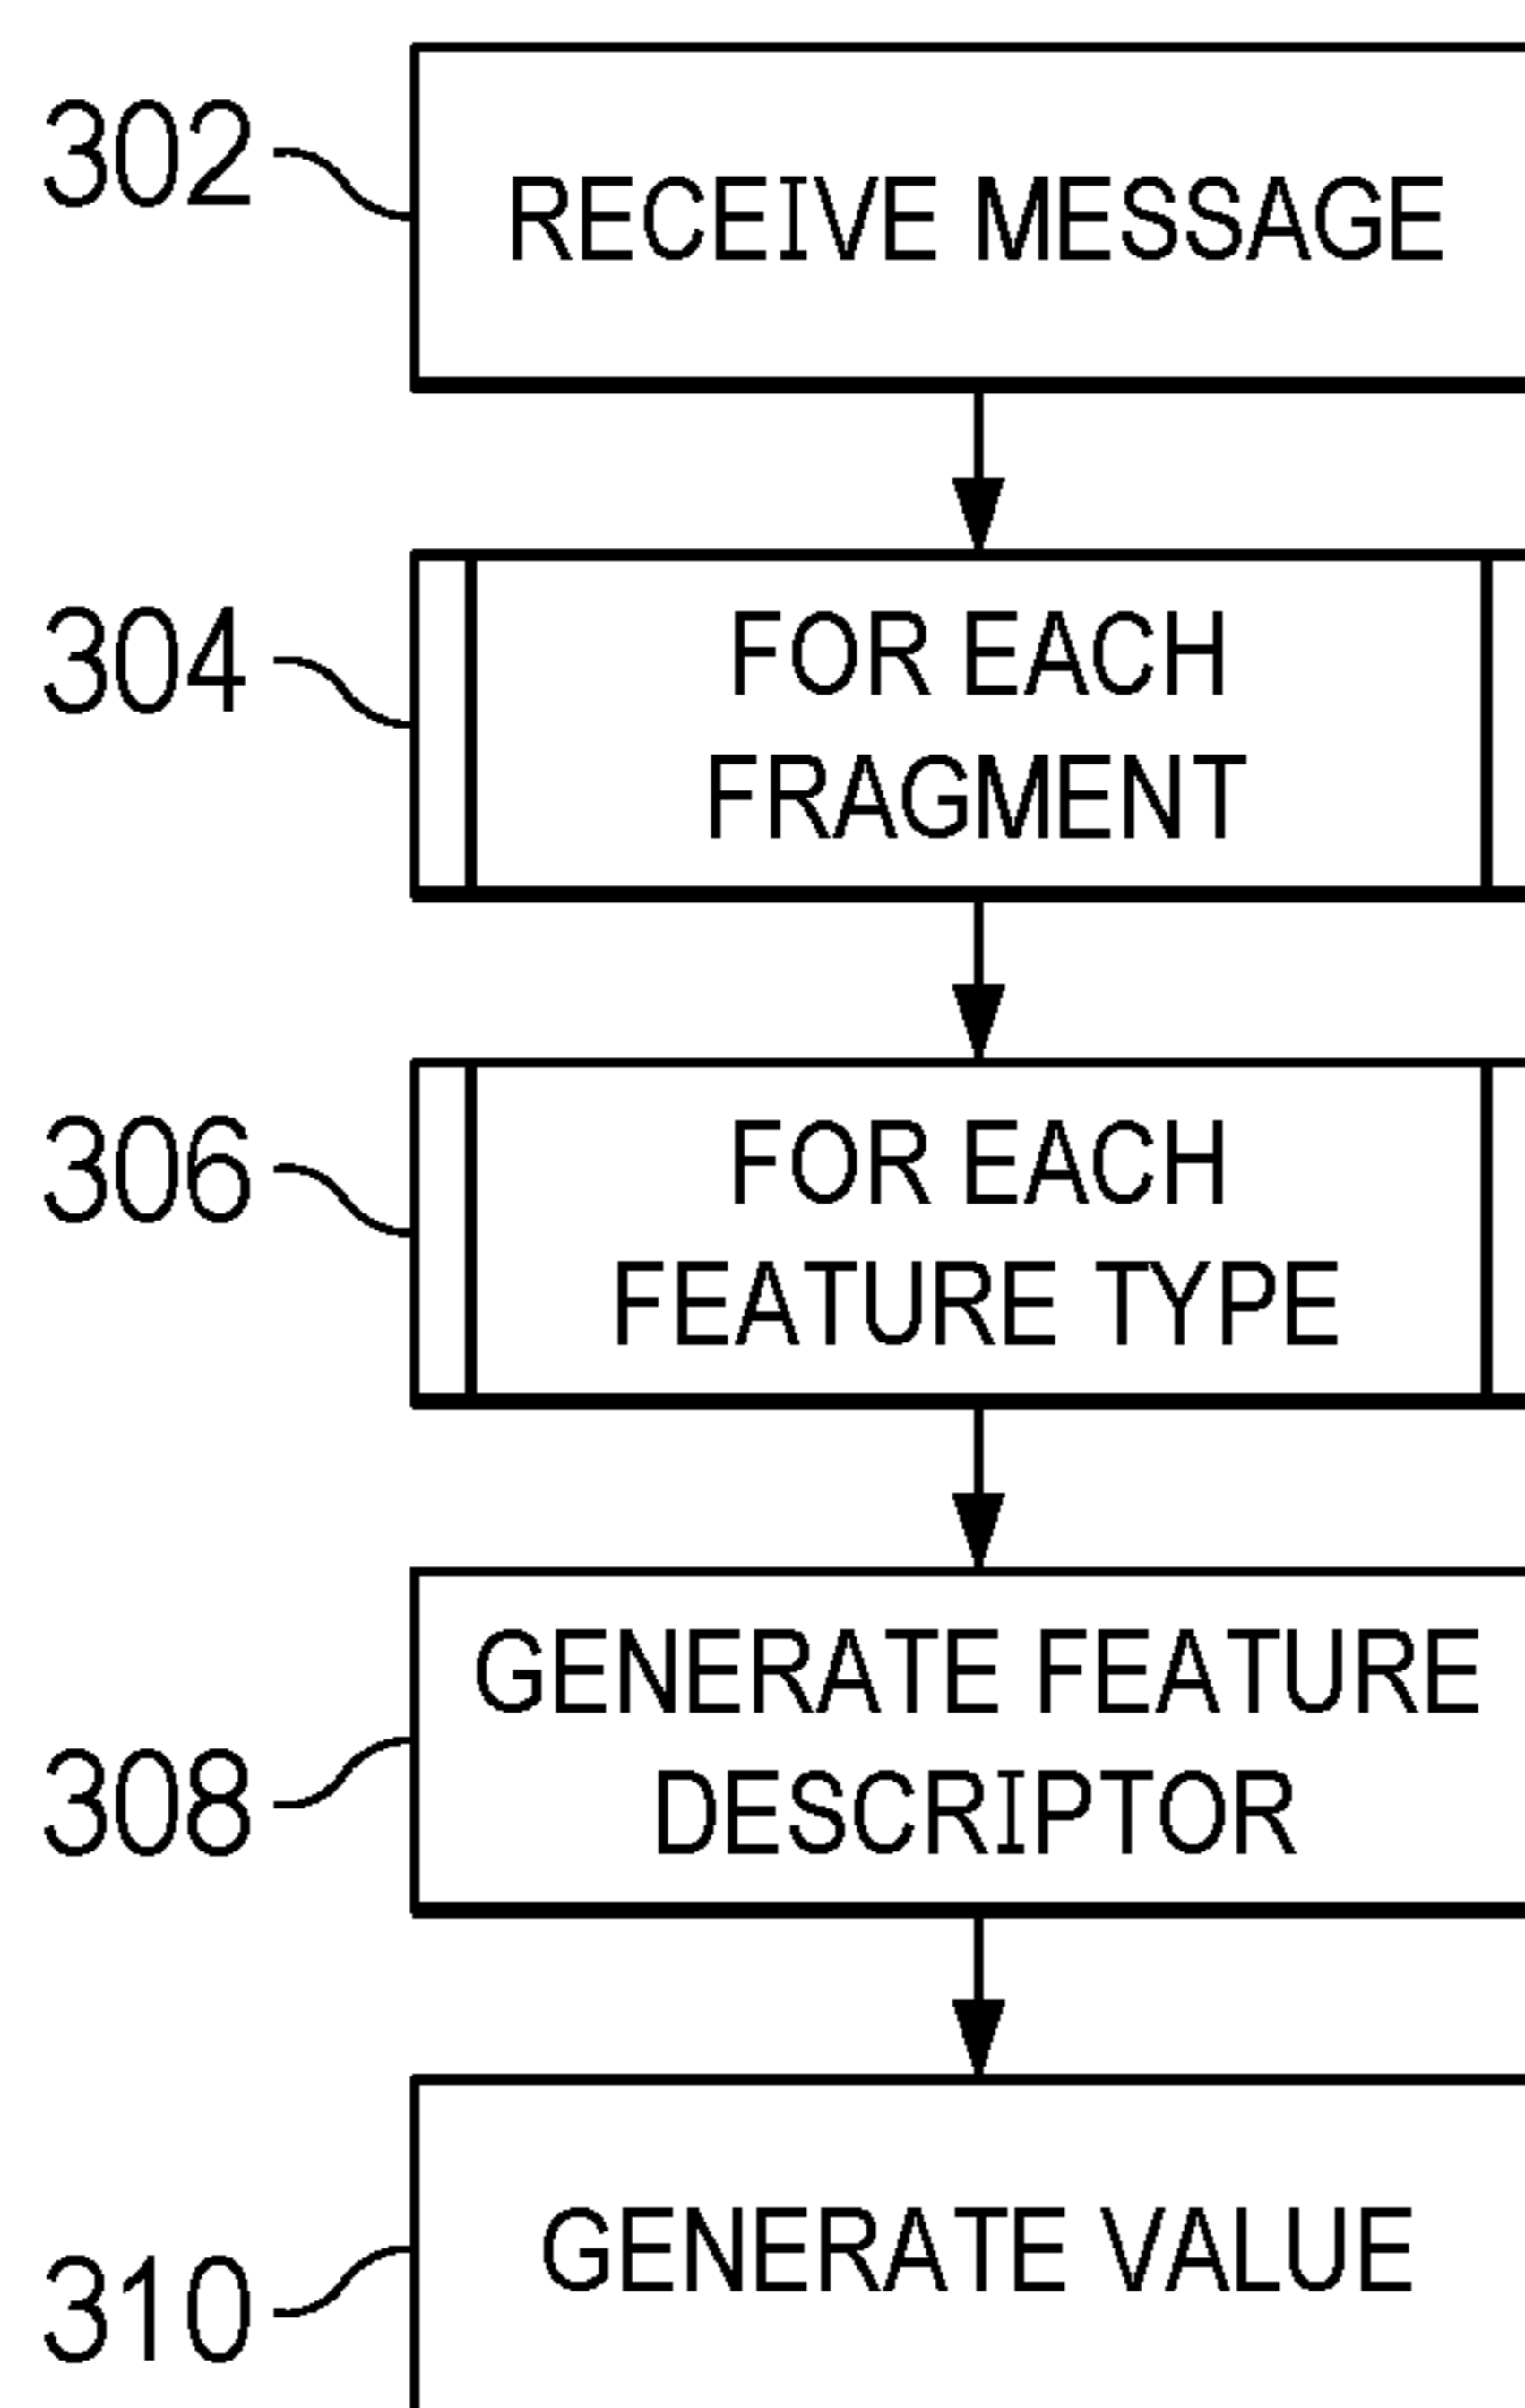 302
RECEIVE MESSAGE
304
FOR EACH
FRAGMENT
306
FOR EACH
FEATURE TYPE
308
GENERATE FEATURE
DESCRIPTOR
310
GENERATE VALUE